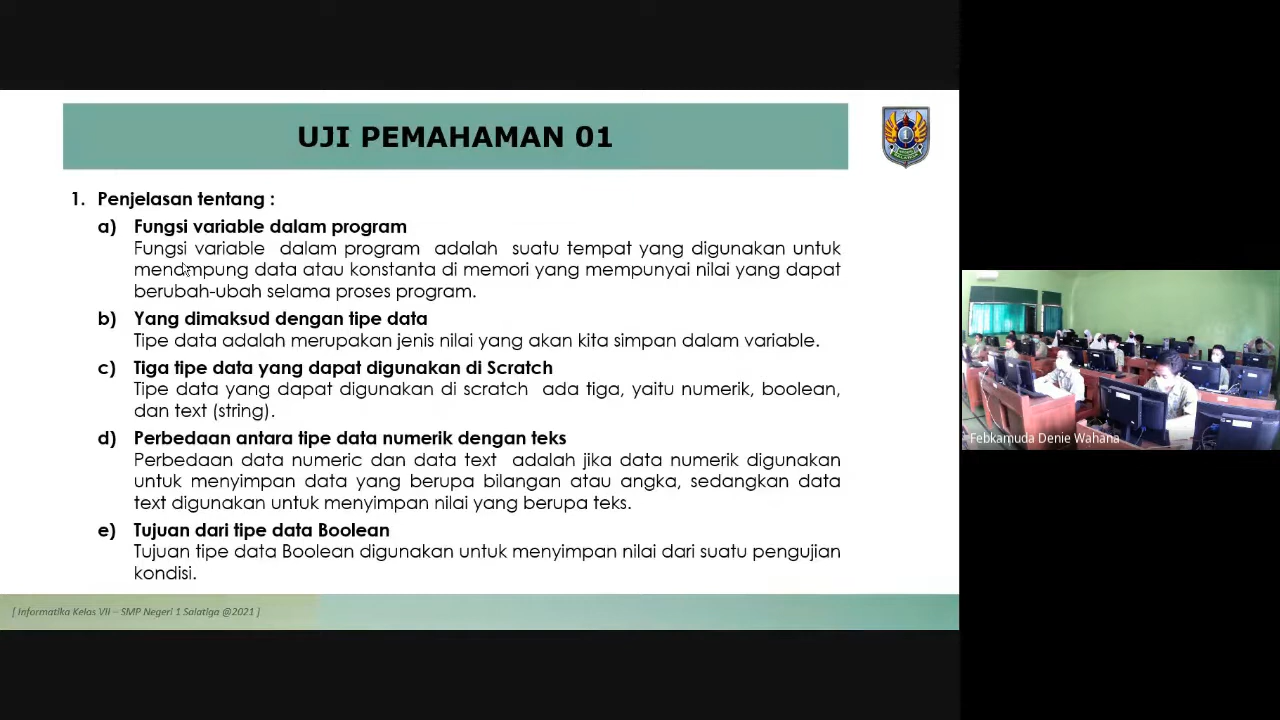 UJI PEMAHAMAN 01
1
1. Penjelasan tentang :
a) Fungsi variable dalam program
Fungsi variable dalam program adalah suatu tempat yang digunakan untuk
menampung data atau konstanta di memori yang mempunyai nilai yang dapat
berubah-ubah selama proses program.
b) Yang dimaksud dengan tipe data
Tipe data adalah merupakan jenis nilai yang akan kita simpan dalam variable.
c) Tiga tipe data yang dapat digunakan di Scratch
Tipe data yang dapat digunakan di scratch ada tiga, yaitu numerik, boolean,
dan text (string).
d) Perbedaan antara tipe data numerik dengan teks
Perbedaan data numeric dan data text adalah jika data numerik digunakan
untuk menyimpan data yang berupa bilangan atau angka, sedangkan data
text digunakan untuk menyimpan nilai yang berupa teks.
e) Tujuan dari tipe data Boolean
Tujuan tipe data Boolean digunakan untuk menyimpan nilai dari suatu pengujian
kondisi.
[ Informatika Kelas VII – SMP Negeri 1 Salatiga @2021 ]
Febkamuda Denie Wahana